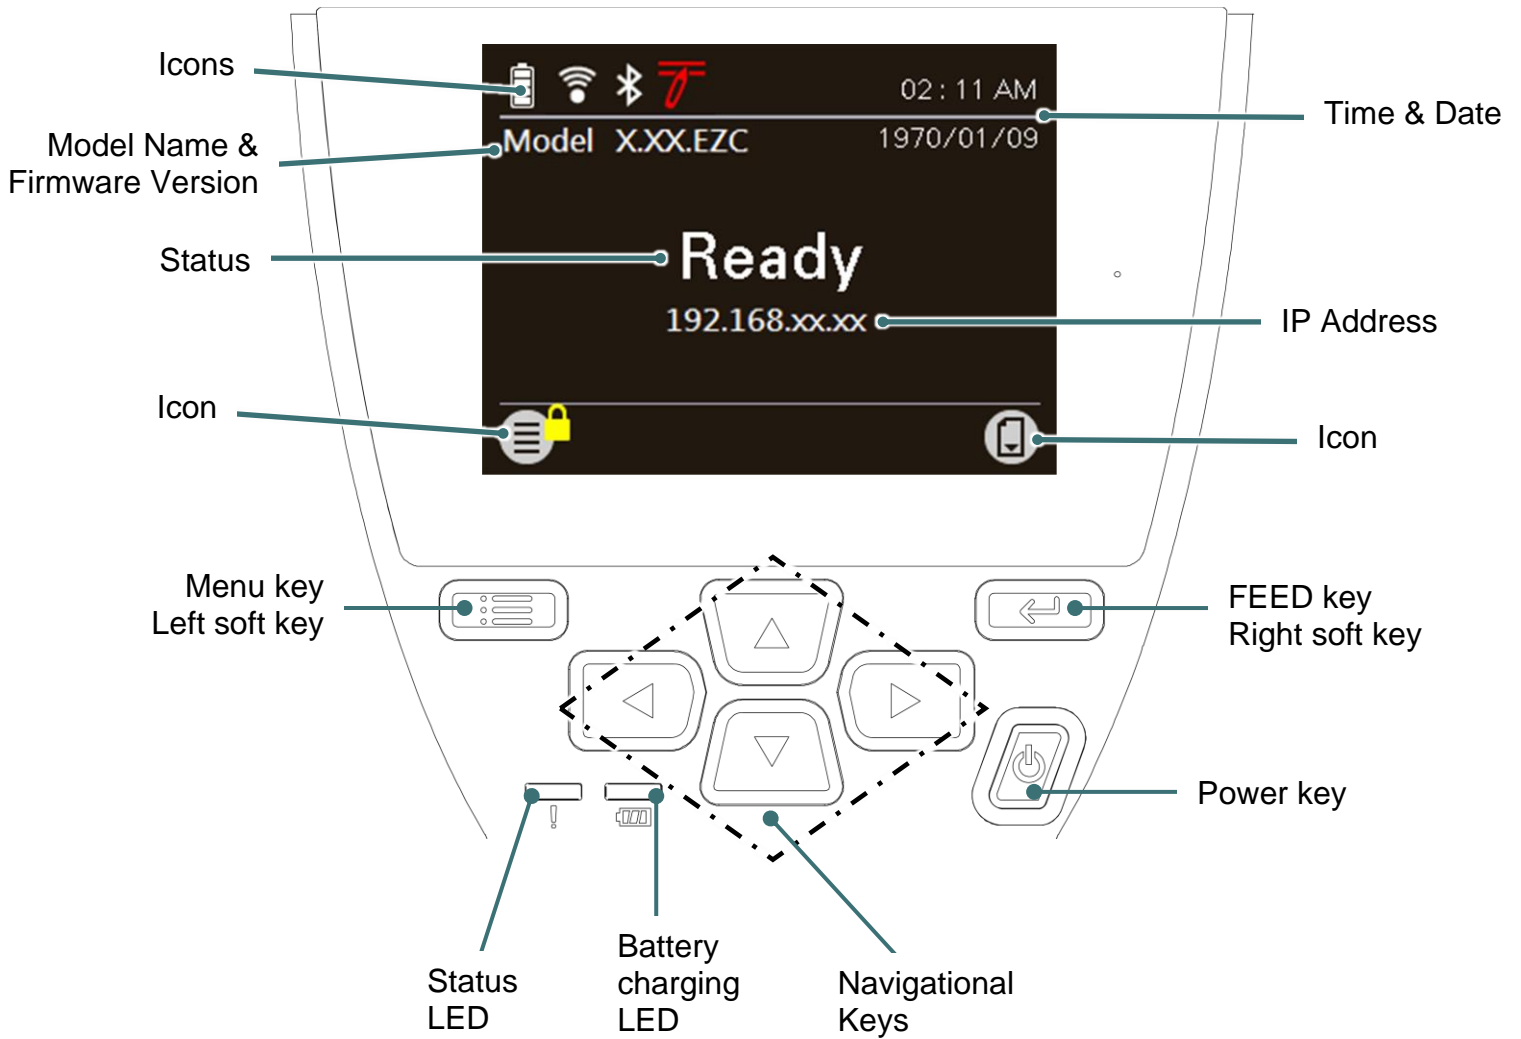 Icons
02 : 11 AM
Time & Date
Model Name &
Firmware Version
Model X.XX.EZC
1970/01/09
Status
Ready
192.168.xx.xx
IP Address
Icon
Icon
Menu key
Left soft key
FEED key
Right soft key
Power key
!
Status
LED
Battery
charging
LED
Navigational
Keys